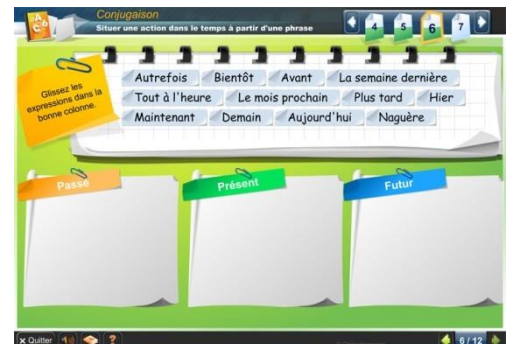 Conjugaison
Situer une action dans le temps à partir d'une phrase
4 5 6 7
Glissez les
expressions dans la
bonne colonne.
Autrefois Bientôt Avant La semaine dernière
Tout à l'heure Le mois prochain Plus tard Hier
Maintenant Demain Aujourd'hui Naguère
Passé Présent Futur
x Quitter ? 6 / 12